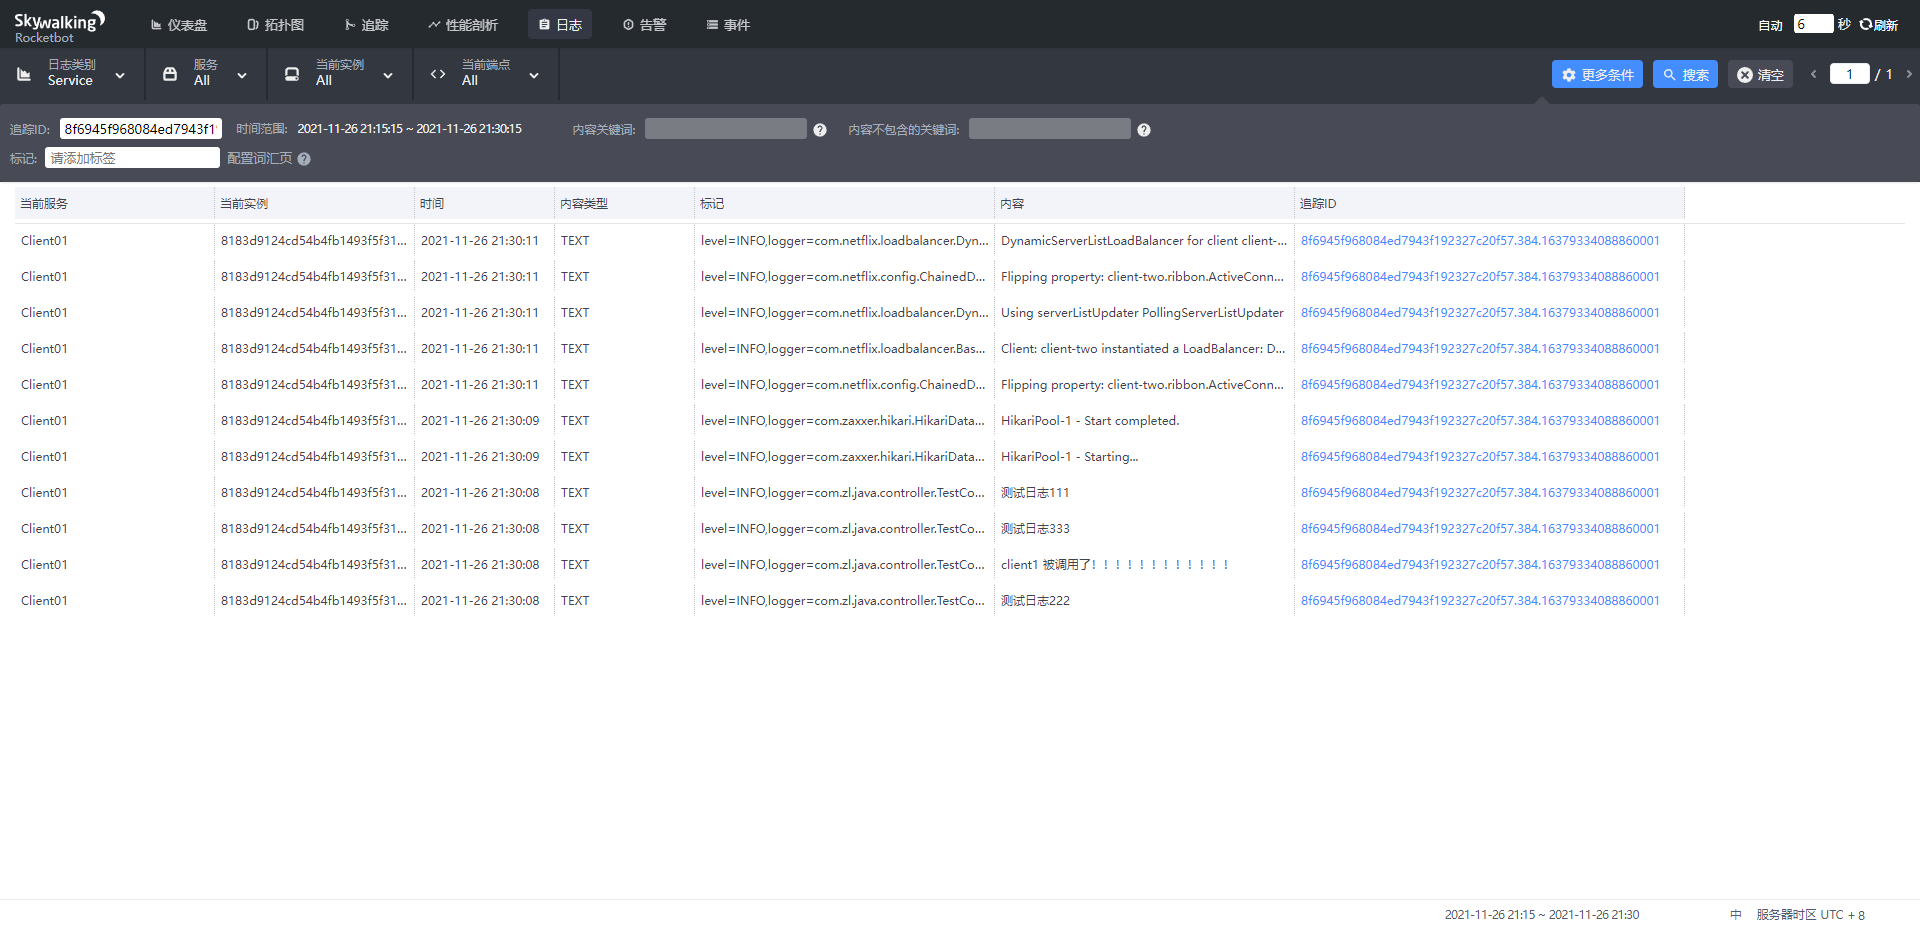 Skywalking
Rocketbot
仪表盘
拓扑图
追踪
性能剖析
日志
告警
事件
自动 6 秒 刷新
日志类别
Service
服务
All
当前实例
All
当前端点
All
更多条件
搜索
清空
1 / 1
追踪ID: 8f6945f968084ed7943f1 时间范围: 2021-11-26 21:15:15 ~ 2021-11-26 21:30:15 内容关键词: ? 内容不包含的关键词: ?
标记: 请添加标签 配置词汇页 ?
当前服务 当前实例 时间 内容类型 标记 内容 追踪ID
Client01 8183d9124cd54b4fb1493f5f31... 2021-11-26 21:30:11 TEXT level=INFO,logger=com.netflix.loadbalancer.Dyn... DynamicServerListLoadBalancer for client client-... 8f6945f968084ed7943f192327c20f57.384.16379334088860001
Client01 8183d9124cd54b4fb1493f5f31... 2021-11-26 21:30:11 TEXT level=INFO,logger=com.netflix.config.ChainedD... Flipping property: client-two.ribbon.ActiveConn... 8f6945f968084ed7943f192327c20f57.384.16379334088860001
Client01 8183d9124cd54b4fb1493f5f31... 2021-11-26 21:30:11 TEXT level=INFO,logger=com.netflix.loadbalancer.Dyn... Using serverListUpdater PollingServerListUpdater 8f6945f968084ed7943f192327c20f57.384.16379334088860001
Client01 8183d9124cd54b4fb1493f5f31... 2021-11-26 21:30:11 TEXT level=INFO,logger=com.netflix.loadbalancer.Bas... Client: client-two instantiated a LoadBalancer: D... 8f6945f968084ed7943f192327c20f57.384.16379334088860001
Client01 8183d9124cd54b4fb1493f5f31... 2021-11-26 21:30:11 TEXT level=INFO,logger=com.netflix.config.ChainedD... Flipping property: client-two.ribbon.ActiveConn... 8f6945f968084ed7943f192327c20f57.384.16379334088860001
Client01 8183d9124cd54b4fb1493f5f31... 2021-11-26 21:30:09 TEXT level=INFO,logger=com.zaxxer.hikari.HikariData... HikariPool-1 - Start completed. 8f6945f968084ed7943f192327c20f57.384.16379334088860001
Client01 8183d9124cd54b4fb1493f5f31... 2021-11-26 21:30:09 TEXT level=INFO,logger=com.zaxxer.hikari.HikariData... HikariPool-1 - Starting... 8f6945f968084ed7943f192327c20f57.384.16379334088860001
Client01 8183d9124cd54b4fb1493f5f31... 2021-11-26 21:30:08 TEXT level=INFO,logger=com.zl.java.controller.TestCo... 测试日志111 8f6945f968084ed7943f192327c20f57.384.16379334088860001
Client01 8183d9124cd54b4fb1493f5f31... 2021-11-26 21:30:08 TEXT level=INFO,logger=com.zl.java.controller.TestCo... 测试日志333 8f6945f968084ed7943f192327c20f57.384.16379334088860001
Client01 8183d9124cd54b4fb1493f5f31... 2021-11-26 21:30:08 TEXT level=INFO,logger=com.zl.java.controller.TestCo... client1 被调用了！！！！！！！！！！！！ 8f6945f968084ed7943f192327c20f57.384.16379334088860001
Client01 8183d9124cd54b4fb1493f5f31... 2021-11-26 21:30:08 TEXT level=INFO,logger=com.zl.java.controller.TestCo... 测试日志222 8f6945f968084ed7943f192327c20f57.384.16379334088860001
2021-11-26 21:15 ~ 2021-11-26 21:30 中 服务器时区 UTC + 8